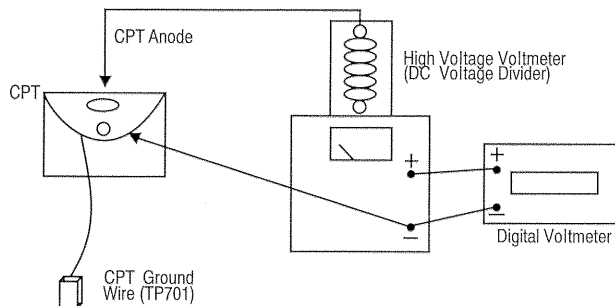 CPT Anode
High Voltage Voltmeter
(DC Voltage Divider)
CPT
+
+
−
−
Digital Voltmeter
CPT Ground
Wire (TP701)